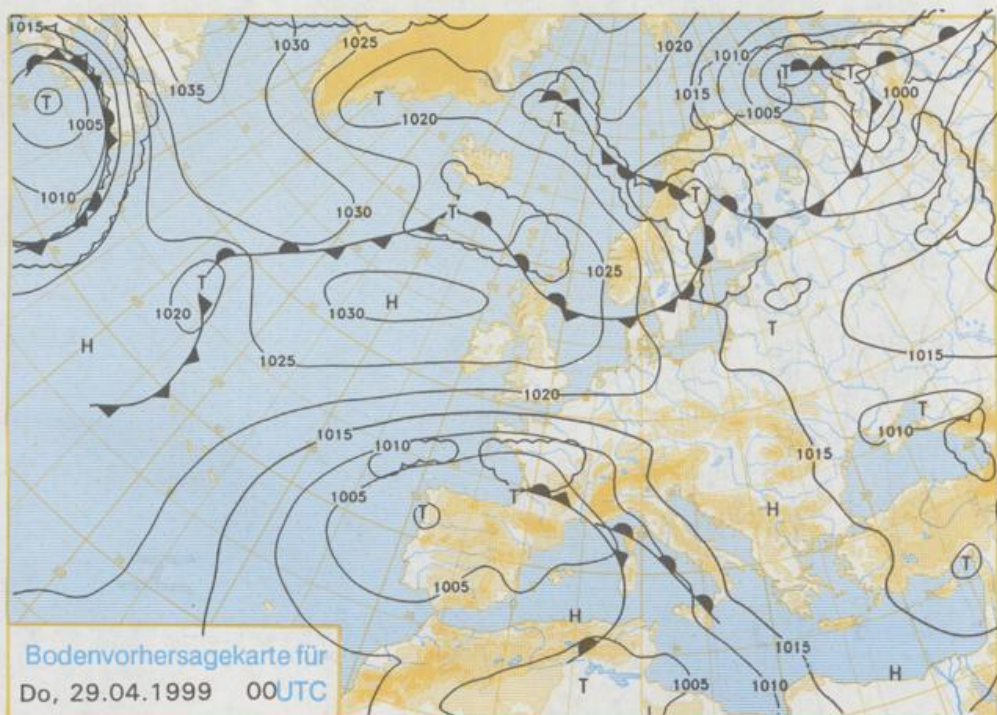 1015 1030 1025 1020 1010
1035 T 1015 T 1000
T 1005 T 1020 T 1005
1010 1030 T T
T 1025
1020 1030 H T
H 1025 1015
1020 T
1015 1010 1015 1010
1005 T H
T T
1005 H 1015
T 1005 1010 H
Bodenvorhersagekarte für
Do, 29.04.1999 00UTC